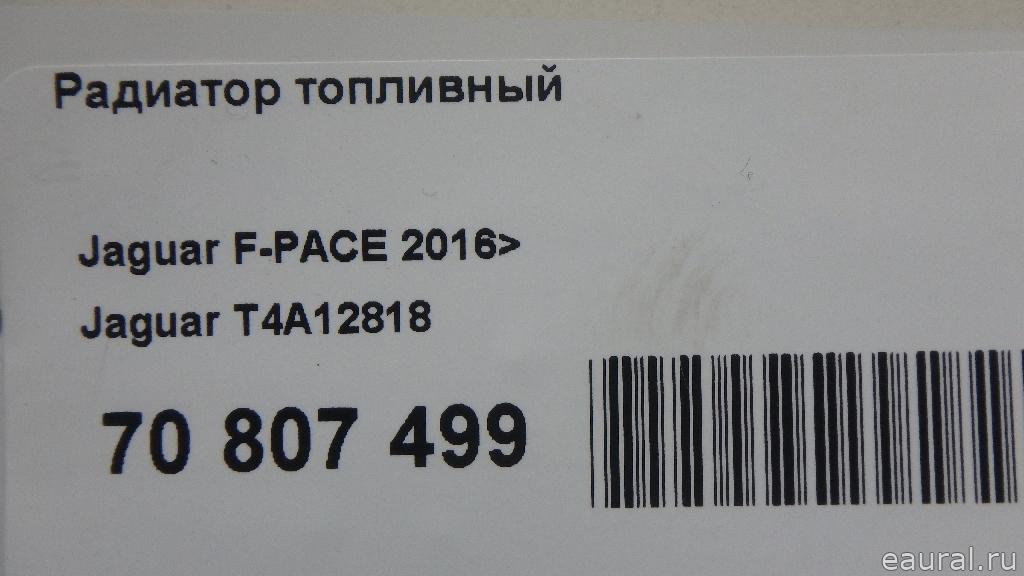 Радиатор топливный
Jaguar F-PACE 2016>
Jaguar T4A12818
70 807 499
eaural.ru